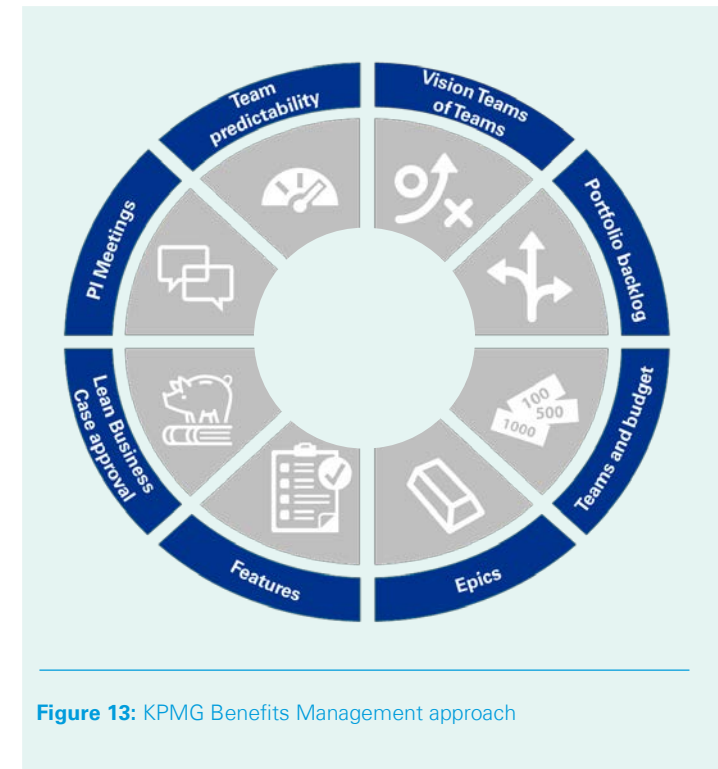 Team
predictability
Vision Teams
of Teams
Portfolio backlog
Teams and budget
Epics
Features
Lean Business
Case approval
PI Meetings
100
500
1000
Figure 13: KPMG Benefits Management approach